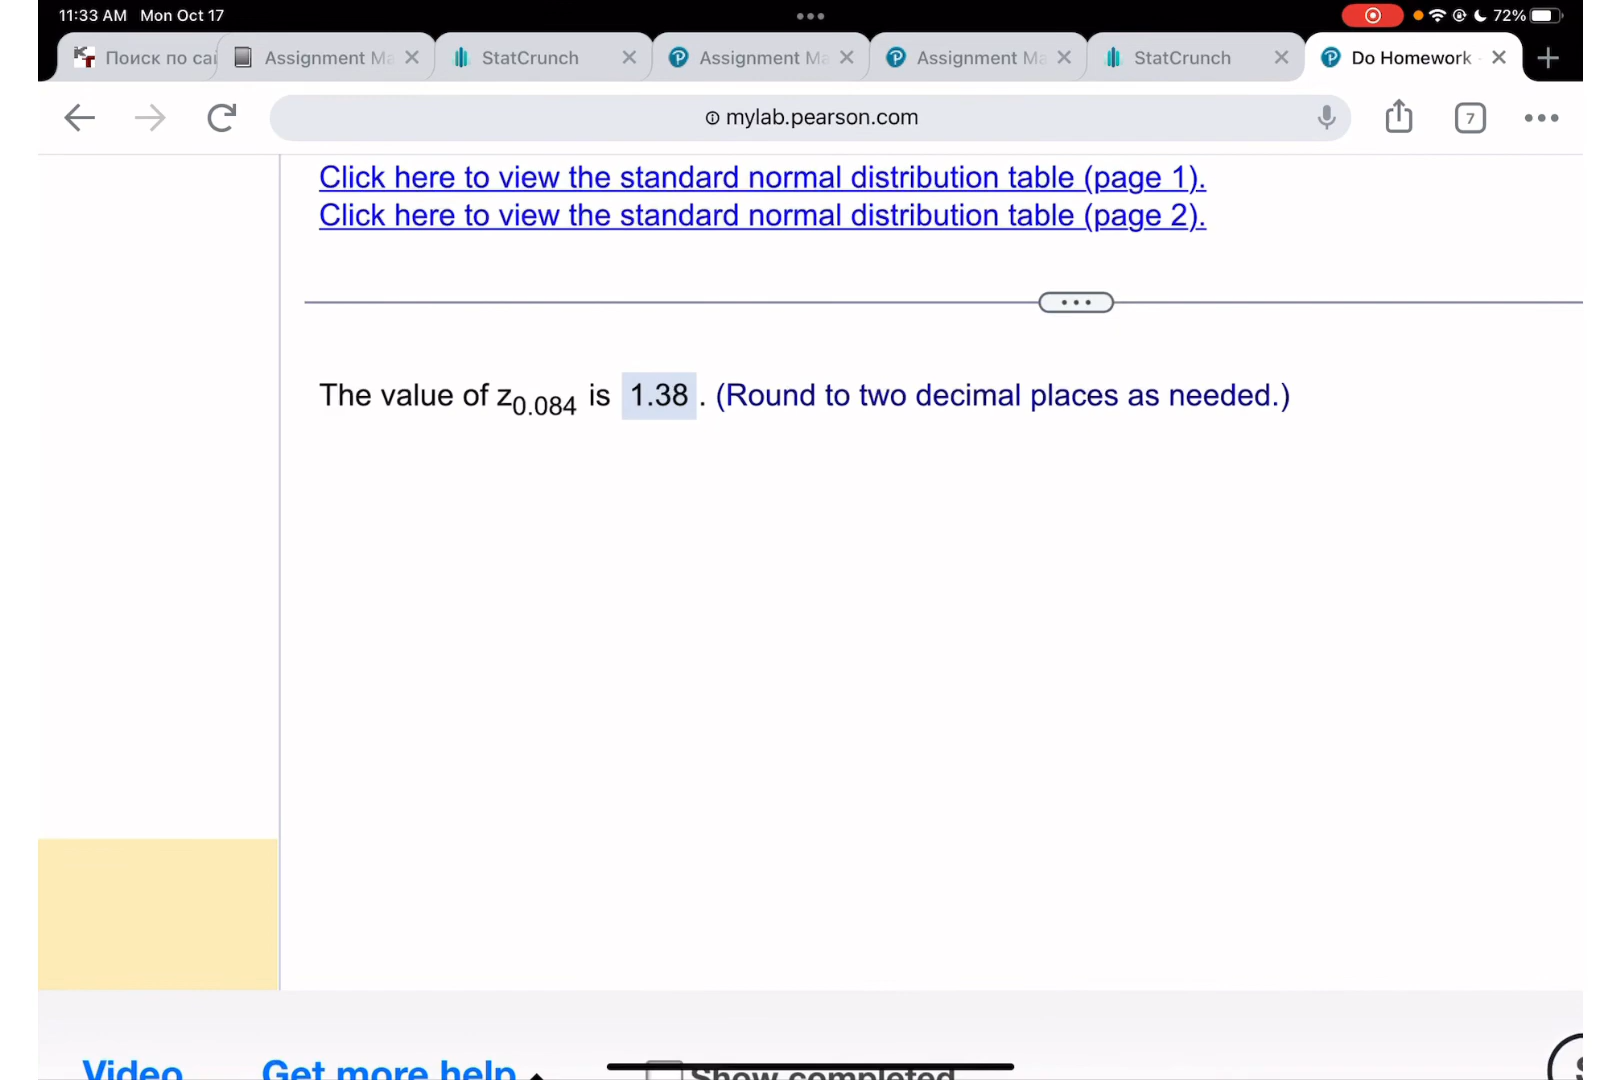 11:33 AM Mon Oct 17
72%
Поиск по сай
Assignment Ma
StatCrunch
Assignment Ma
Assignment Ma
StatCrunch
Do Homework
mylab.pearson.com
7
Click here to view the standard normal distribution table (page 1).
Click here to view the standard normal distribution table (page 2).
The value of z0.084 is 1.38 . (Round to two decimal places as needed.)
Video
Get more help
Show completed